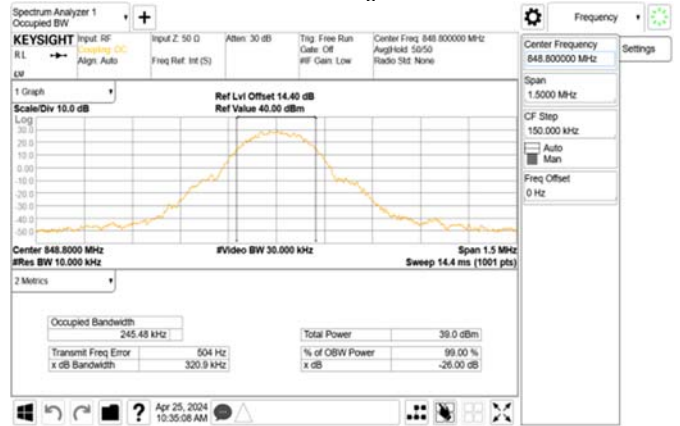 Spectrum Analyzer 1
Occupied BW
Frequency
KEYSIGHT
RL
Input: RF
Coupling: DC
Align: Auto
Input Z: 50 Ω
Freq Ref: Int (S)
Atten: 30 dB
Trig: Free Run
Gate: Off
#IF Gain: Low
Center Freq: 848.800000 MHz
Avg|Hold: 50/50
Radio Std: None
Center Frequency
848.800000 MHz
Settings
Span
1.5000 MHz
CF Step
150.000 kHz
Auto
Man
Freq Offset
0 Hz
1 Graph
Scale/Div 10.0 dB
Ref Lvl Offset 14.40 dB
Ref Value 40.00 dBm
Log
30.0
20.0
10.0
0.00
-10.0
-20.0
-30.0
-40.0
-50.0
Center 848.8000 MHz
#Video BW 30.000 kHz
Span 1.5 MHz
#Res BW 10.000 kHz
Sweep 14.4 ms (1001 pts)
2 Metrics
Occupied Bandwidth
245.48 kHz
Total Power 39.0 dBm
Transmit Freq Error 504 Hz
% of OBW Power 99.00 %
x dB Bandwidth 320.9 kHz
x dB -26.00 dB
Apr 25, 2024
10:35:08 AM